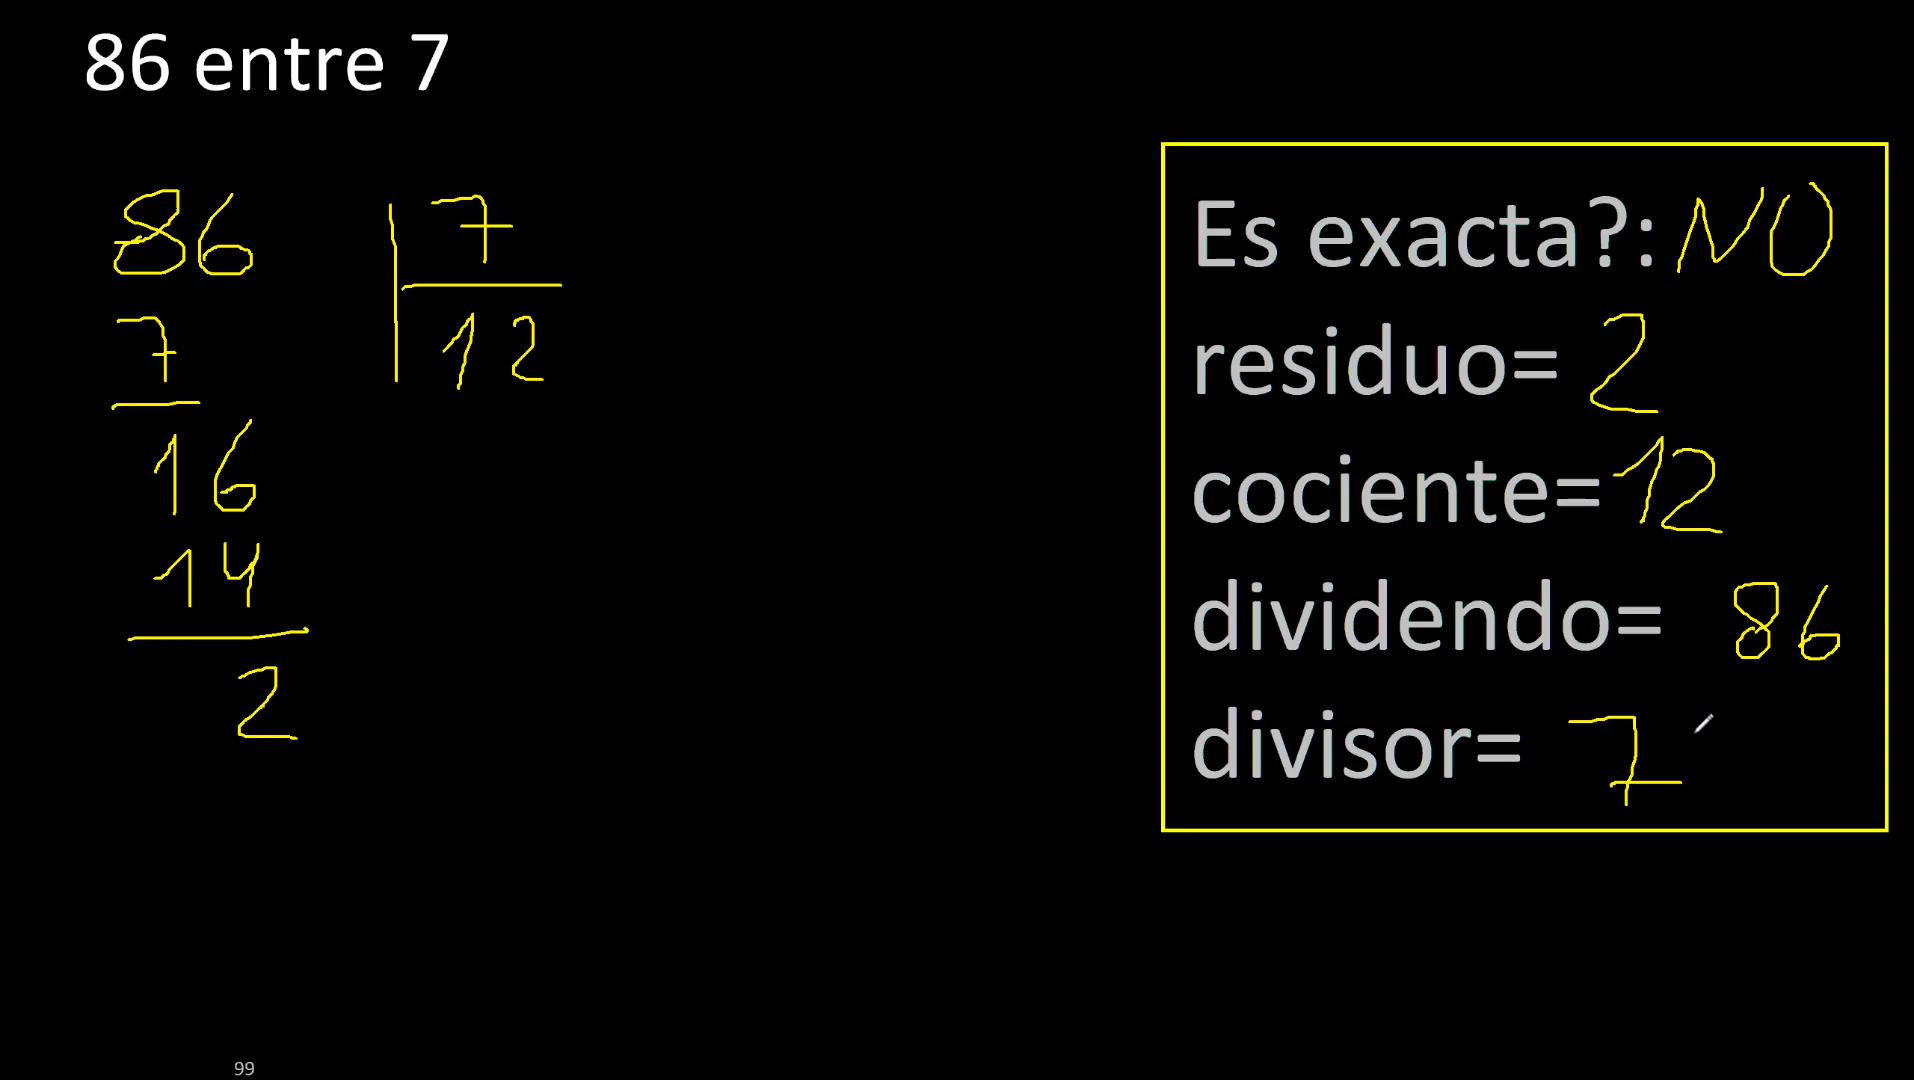 86 entre 7
86 7
7 12
16
14
2
Es exacta?: NO
residuo= 2
cociente= 12
dividendo= 86
divisor= 7
99